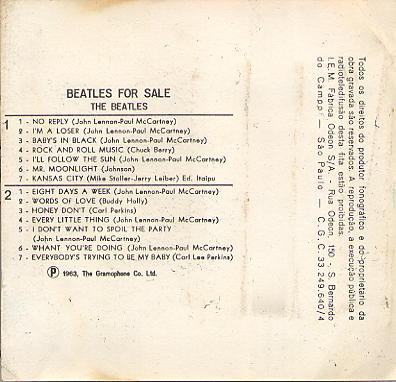 BEATLES FOR SALE
THE BEATLES
1
1 - NO REPLY (John Lennon-Paul McCartney)
2 - I'M A LOSER (John Lennon-Paul McCartney)
3 - BABY'S IN BLACK (John Lennon-Paul McCartney)
4 - ROCK AND ROLL MUSIC (Chuck Berry)
5 - I'LL FOLLOW THE SUN (John Lennon-Paul McCartney)
6 - MR. MOONLIGHT (Johnson)
7 - KANSAS CITY (Mike Stoller-Jerry Leiber) Ed. Itaipu
2
1 - EIGHT DAYS A WEEK (John Lennon-Paul McCartney)
2 - WORDS OF LOVE (Buddy Holly)
3 - HONEY DON'T (Carl Perkins)
4 - EVERY LITTLE THING (John Lennon-Paul McCartney)
5 - I DON'T WANT TO SPOIL THE PARTY
(John Lennon-Paul McCartney)
6 - WHANT YOU'RE DOING (John Lennon-Paul McCartney)
7 - EVERYBODY'S TRYING TO BE MY BABY (Carl Lee Perkins)
Ⓟ 1963, The Gramophone Co. Ltd.
Todos os direitos do produtor fonográfico e do proprietário da
obra gravada são reservados. A reprodução, a execução pública e
radioteledifusão desta fita estão proibidas.
I. E. M. Fábrica Odeon S/A. - Rua Odeon, 150 - S. Bernardo
do Campo - São Paulo - C. G. C. 33.249.640/4